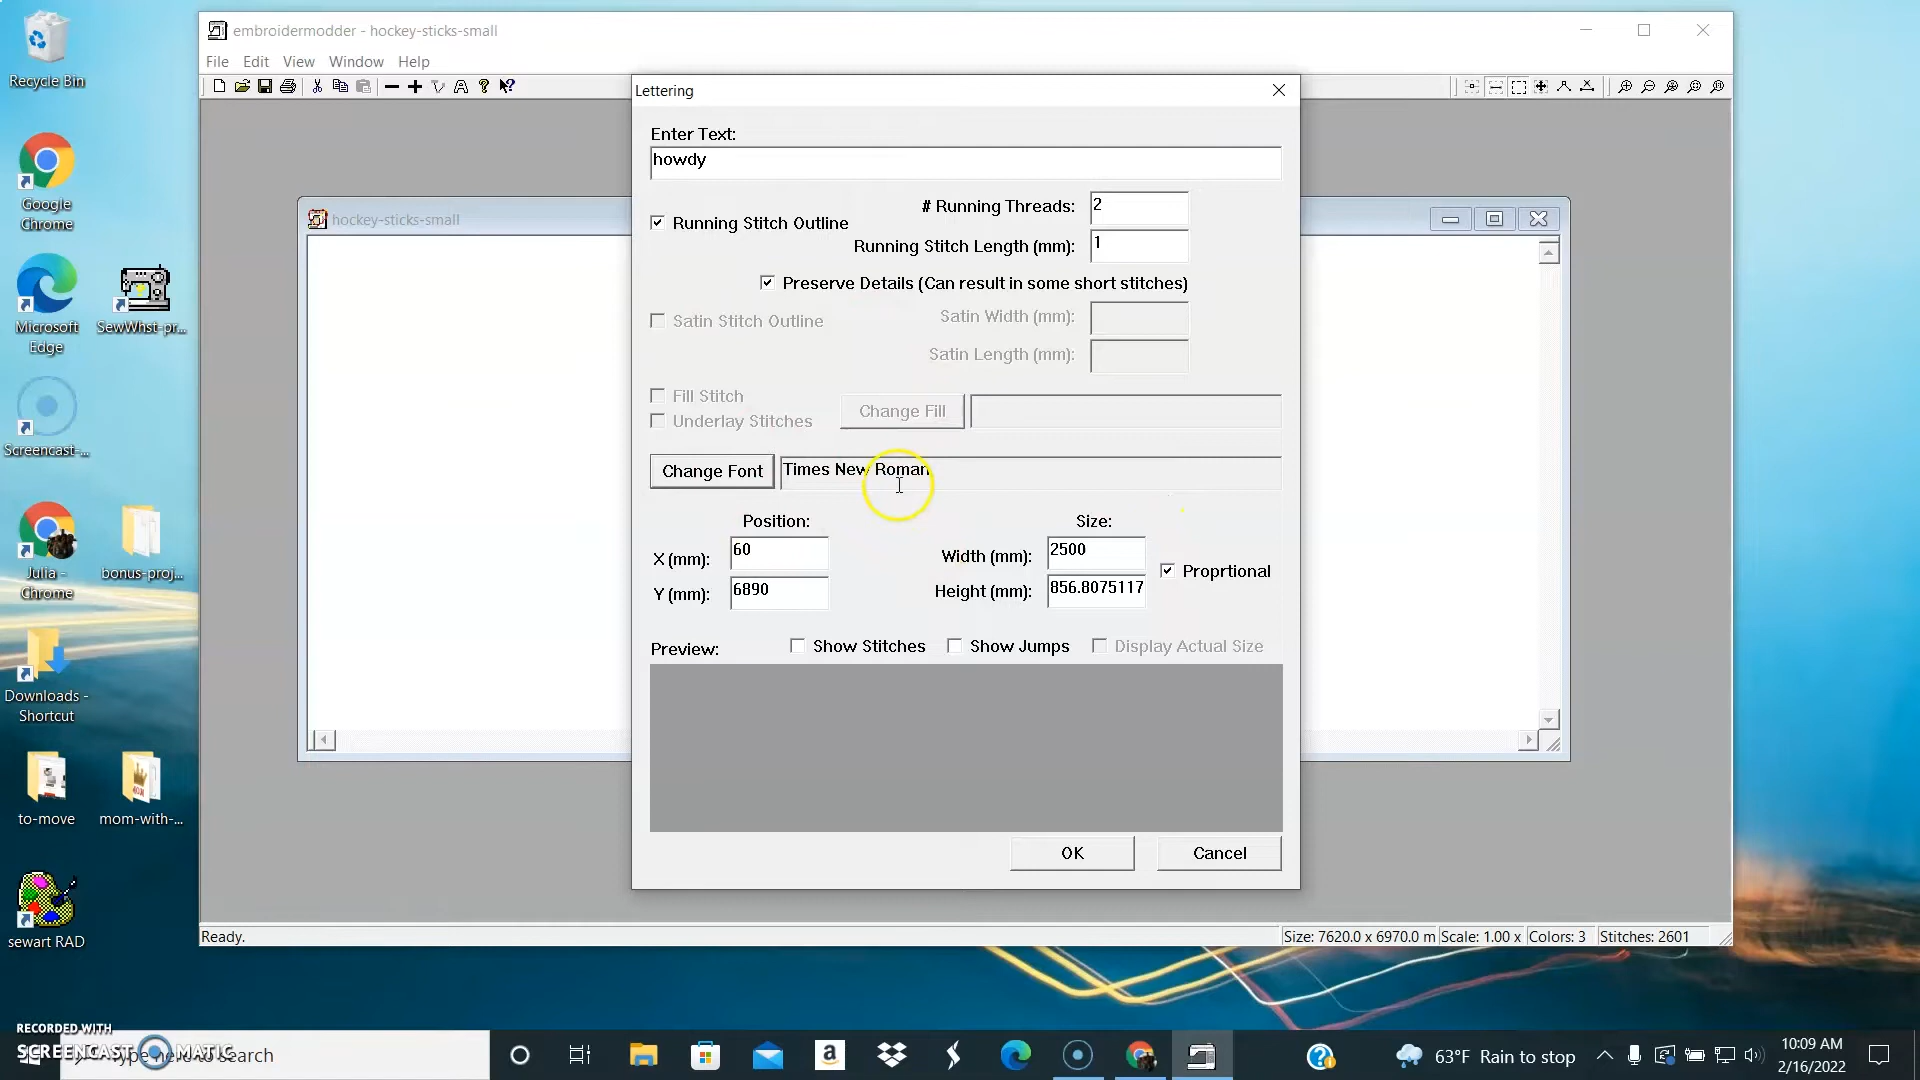 Recycle Bin
Google
Chrome
Microsoft
Edge
SewWhst-pr...
Screencast-...
Julia -
Chrome
bonus-proj...
Downloads -
Shortcut
to-move
mom-with-...
sewart RAD
embroidermodder - hockey-sticks-small
File Edit View Window Help
hockey-sticks-small
Lettering
Enter Text:
howdy
Running Stitch Outline
# Running Threads: 2
Running Stitch Length (mm): 1
Preserve Details (Can result in some short stitches)
Satin Stitch Outline
Satin Width (mm):
Satin Length (mm):
Fill Stitch
Underlay Stitches
Change Fill
Change Font
Times New Roman
Position:
X (mm): 60
Y (mm): 6890
Size:
Width (mm): 2500
Height (mm): 856.8075117
Proprtional
Preview:
Show Stitches
Show Jumps
Display Actual Size
OK
Cancel
Ready.
Size: 7620.0 x 6970.0 m
Scale: 1.00 x
Colors: 3
Stitches: 2601
RECORDED WITH
SCREENCAST MATIC
Type here to search
63°F Rain to stop
10:09 AM
2/16/2022